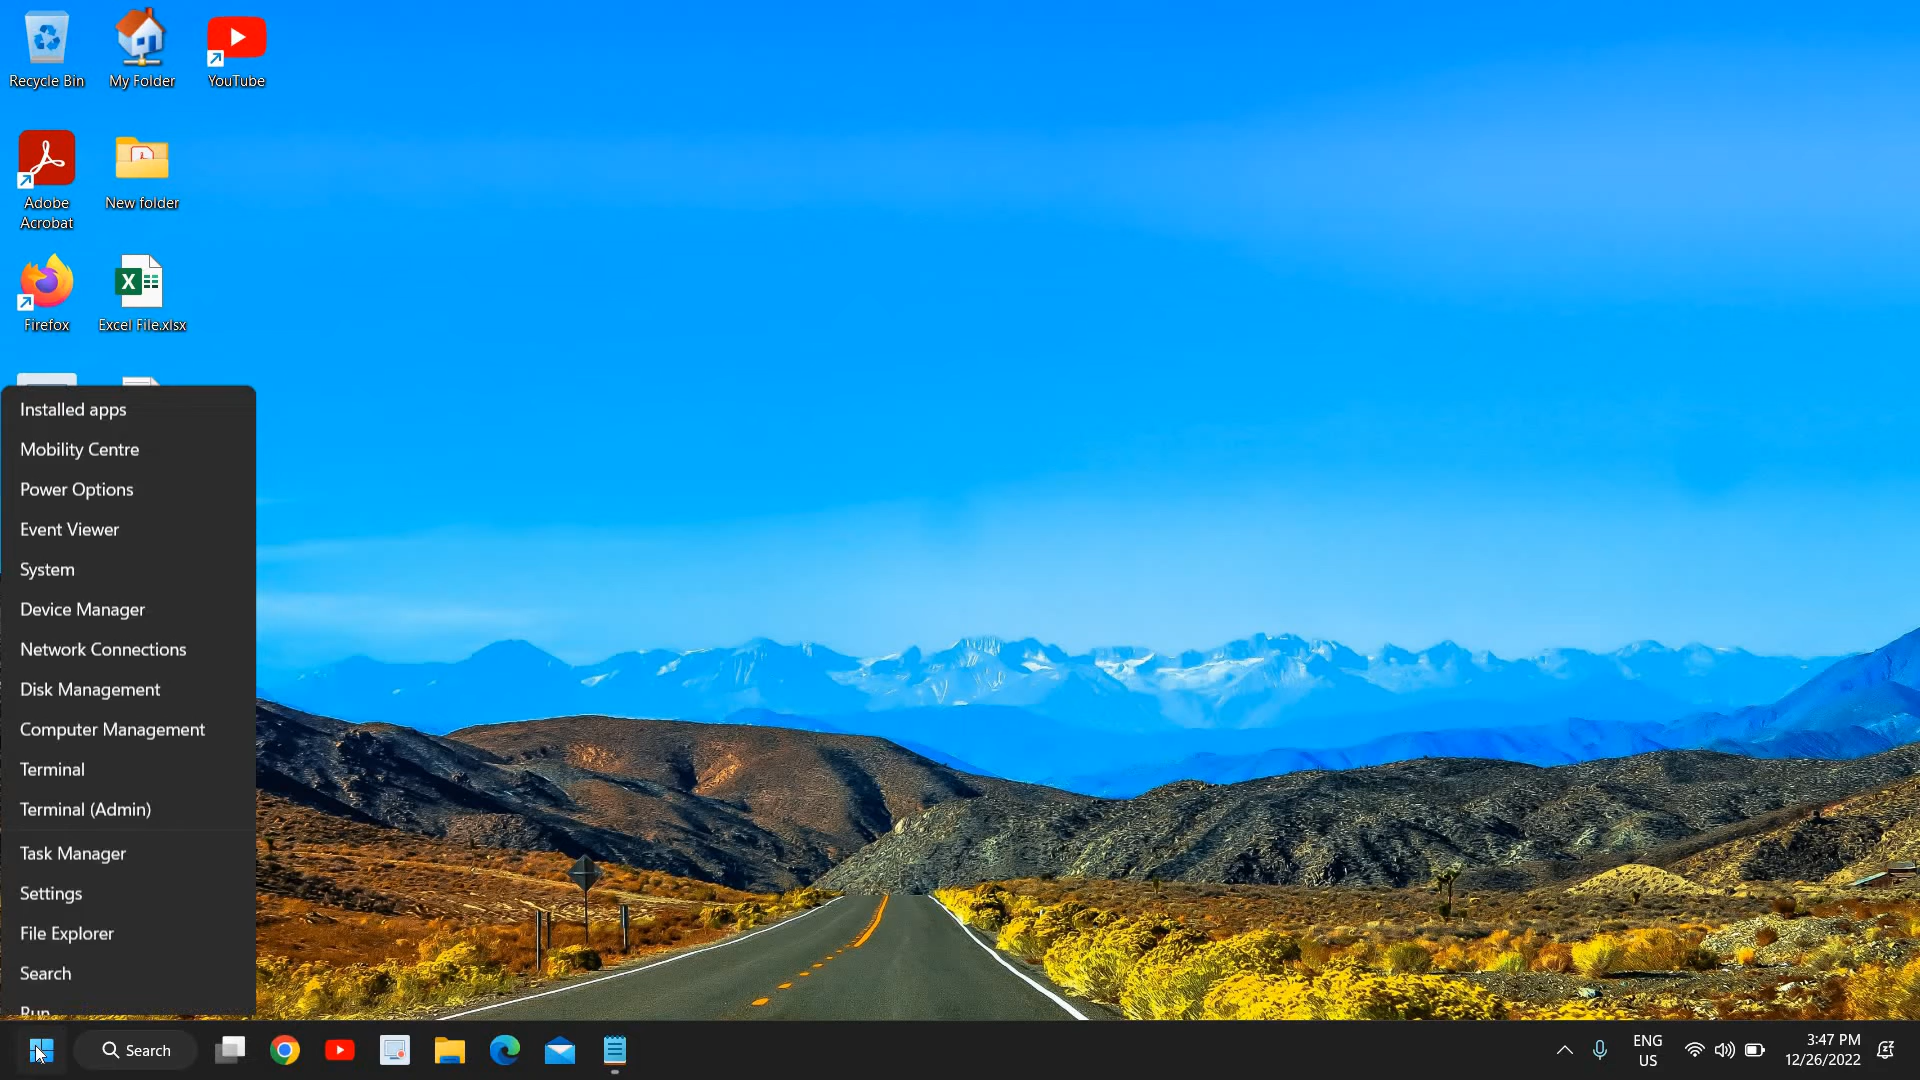 Recycle Bin
My Folder
YouTube
Adobe
Acrobat
New folder
Firefox
Excel File.xlsx
Installed apps
Mobility Centre
Power Options
Event Viewer
System
Device Manager
Network Connections
Disk Management
Computer Management
Terminal
Terminal (Admin)
Task Manager
Settings
File Explorer
Search
Run
Search
ENG
US
3:47 PM
12/26/2022